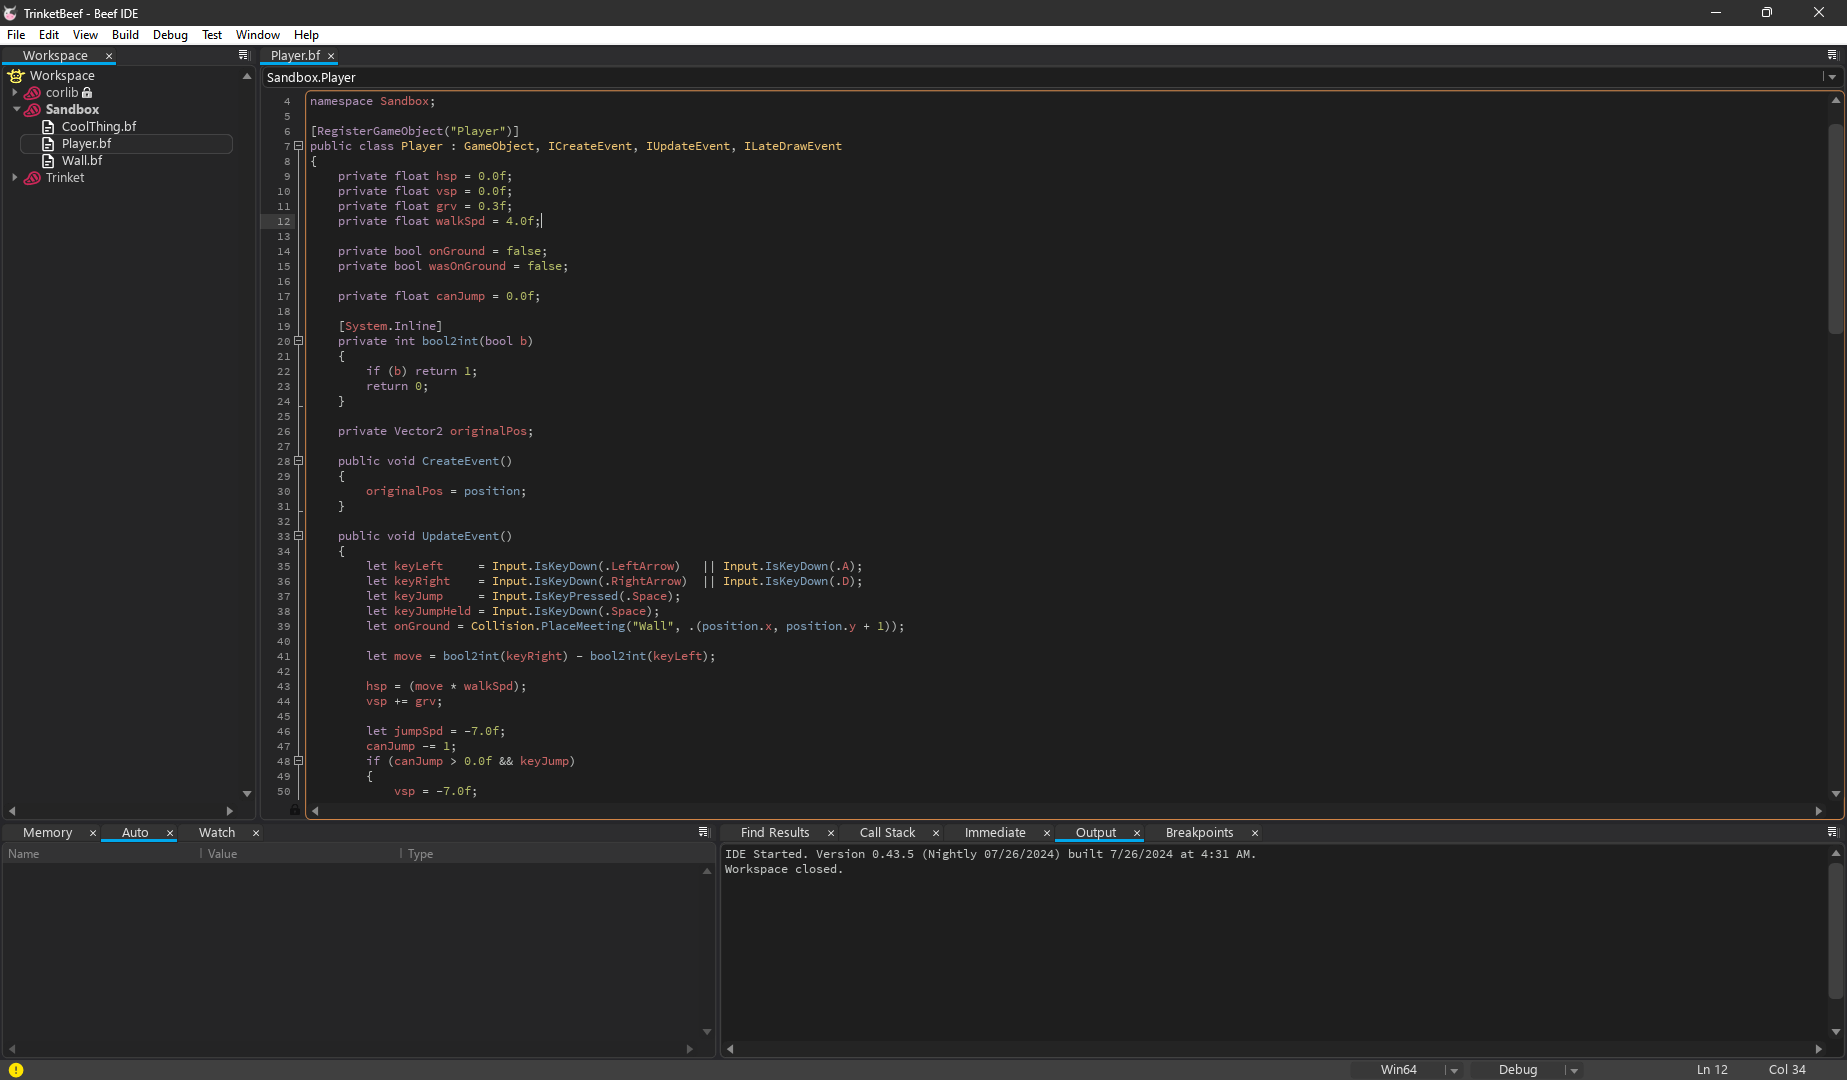 TrinketBeef - Beef IDE
File Edit View Build Debug Test Window Help
Workspace
Workspace
corlib
Sandbox
CoolThing.bf
Player.bf
Wall.bf
Trinket
Player.bf
Sandbox.Player
4 namespace Sandbox;
5
6 [RegisterGameObject("Player")]
7 public class Player : GameObject, ICreateEvent, IUpdateEvent, ILateDrawEvent
8 {
9 private float hsp = 0.0f;
10 private float vsp = 0.0f;
11 private float grv = 0.3f;
12 private float walkSpd = 4.0f;
13
14 private bool onGround = false;
15 private bool wasOnGround = false;
16
17 private float canJump = 0.0f;
18
19 [System.Inline]
20 private int bool2int(bool b)
21 {
22 if (b) return 1;
23 return 0;
24 }
25
26 private Vector2 originalPos;
27
28 public void CreateEvent()
29 {
30 originalPos = position;
31 }
32
33 public void UpdateEvent()
34 {
35 let keyLeft = Input.IsKeyDown(.LeftArrow) || Input.IsKeyDown(.A);
36 let keyRight = Input.IsKeyDown(.RightArrow) || Input.IsKeyDown(.D);
37 let keyJump = Input.IsKeyPressed(.Space);
38 let keyJumpHeld = Input.IsKeyDown(.Space);
39 let onGround = Collision.PlaceMeeting("Wall", .(position.x, position.y + 1));
40
41 let move = bool2int(keyRight) - bool2int(keyLeft);
42
43 hsp = (move * walkSpd);
44 vsp += grv;
45
46 let jumpSpd = -7.0f;
47 canJump -= 1;
48 if (canJump > 0.0f && keyJump)
49 {
50 vsp = -7.0f;
Memory Auto Watch
Name Value Type
Find Results Call Stack Immediate Output Breakpoints
IDE Started. Version 0.43.5 (Nightly 07/26/2024) built 7/26/2024 at 4:31 AM.
Workspace closed.
Win64 Debug Ln 12 Col 34